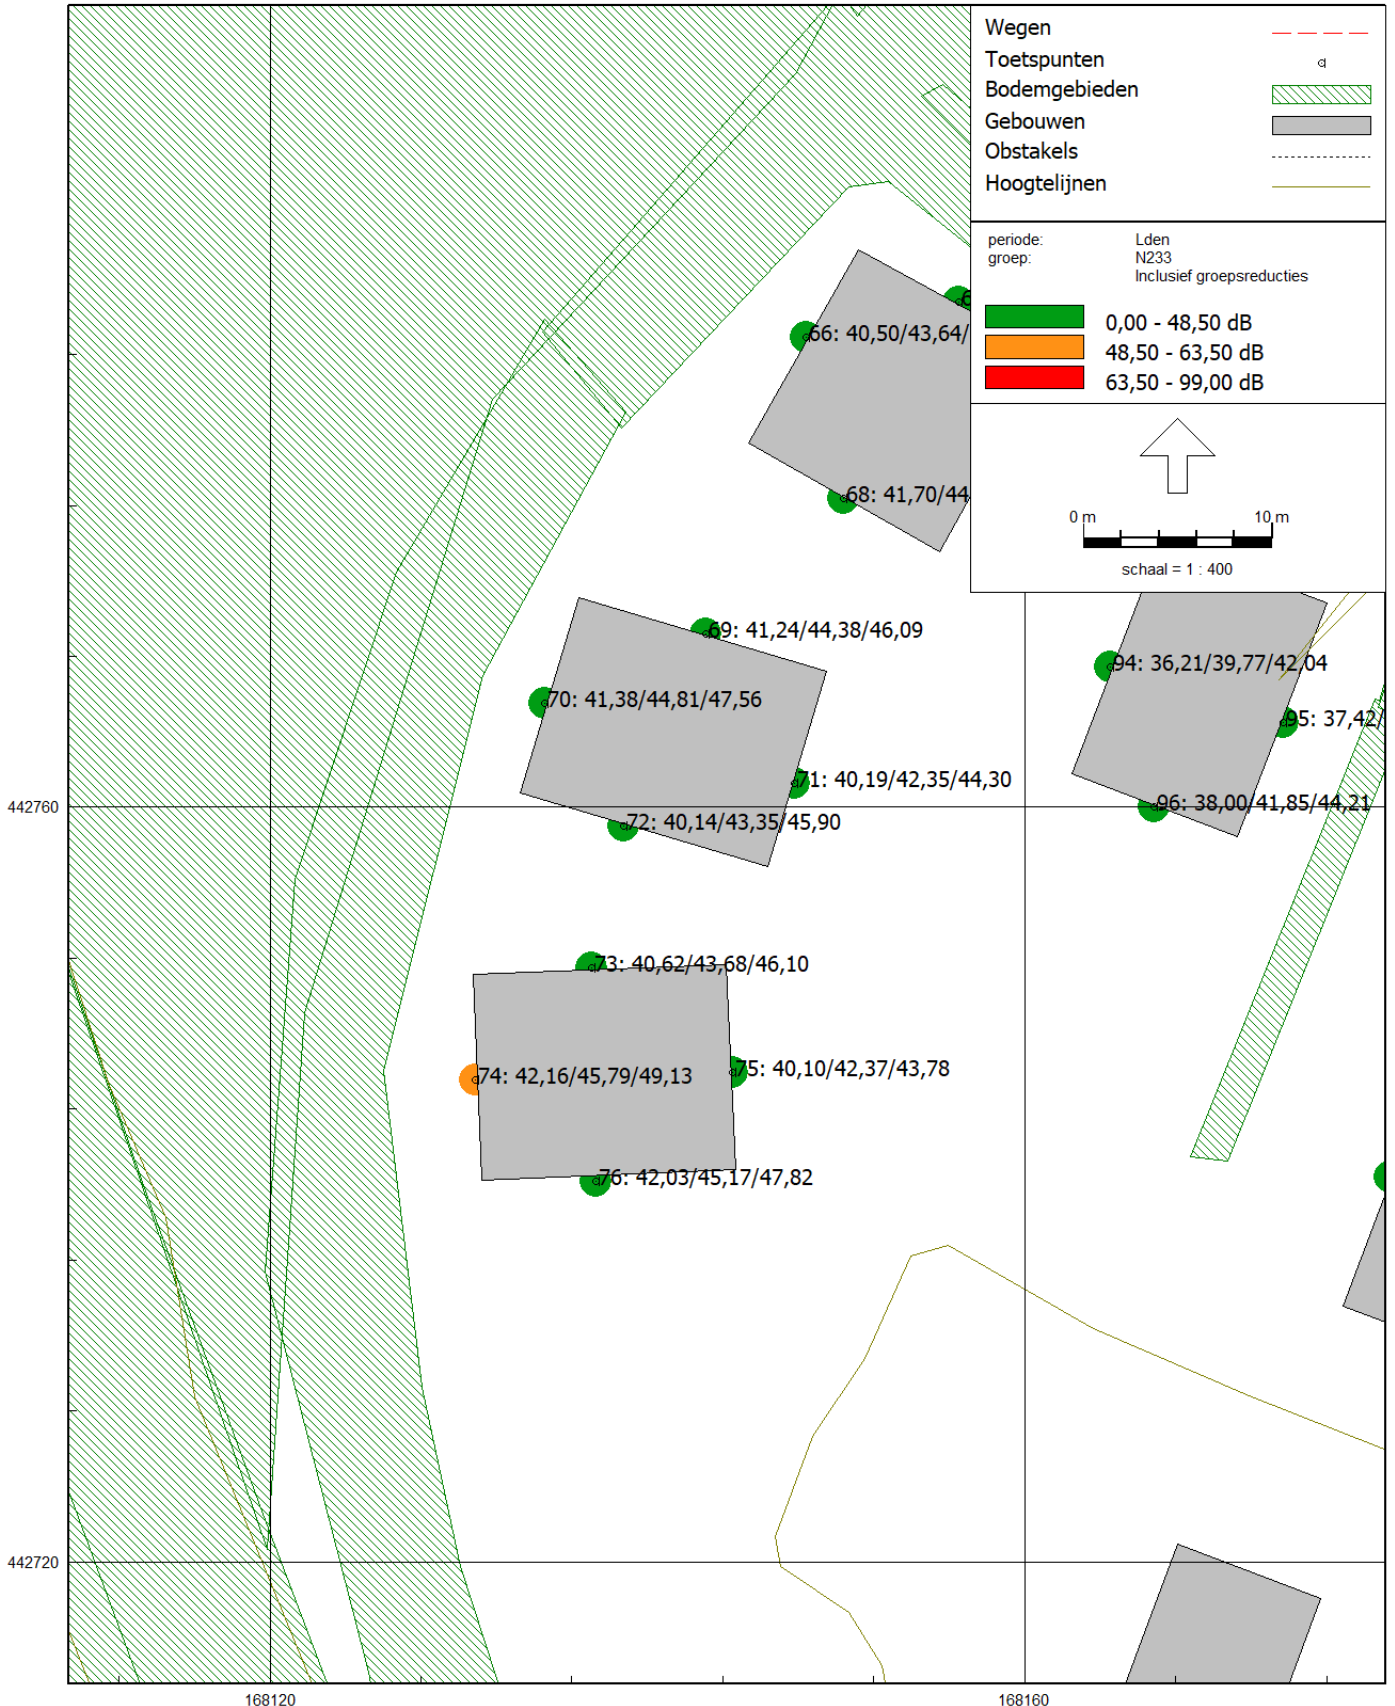 Wegen
Toetspunten
Bodemgebieden
Gebouwen
Obstakels
Hoogtelijnen
periode: Lden
groep: N233
Inclusief groepsreducties
0,00 - 48,50 dB
48,50 - 63,50 dB
63,50 - 99,00 dB
0 m 10 m
schaal = 1 : 400
66: 40,50/43,64/
68: 41,70/44
69: 41,24/44,38/46,09
94: 36,21/39,77/42,04
70: 41,38/44,81/47,56
95: 37,42/
71: 40,19/42,35/44,30
442760
96: 38,00/41,85/44,21
72: 40,14/43,35/45,90
73: 40,62/43,68/46,10
75: 40,10/42,37/43,78
74: 42,16/45,79/49,13
76: 42,03/45,17/47,82
442720
168120 168160